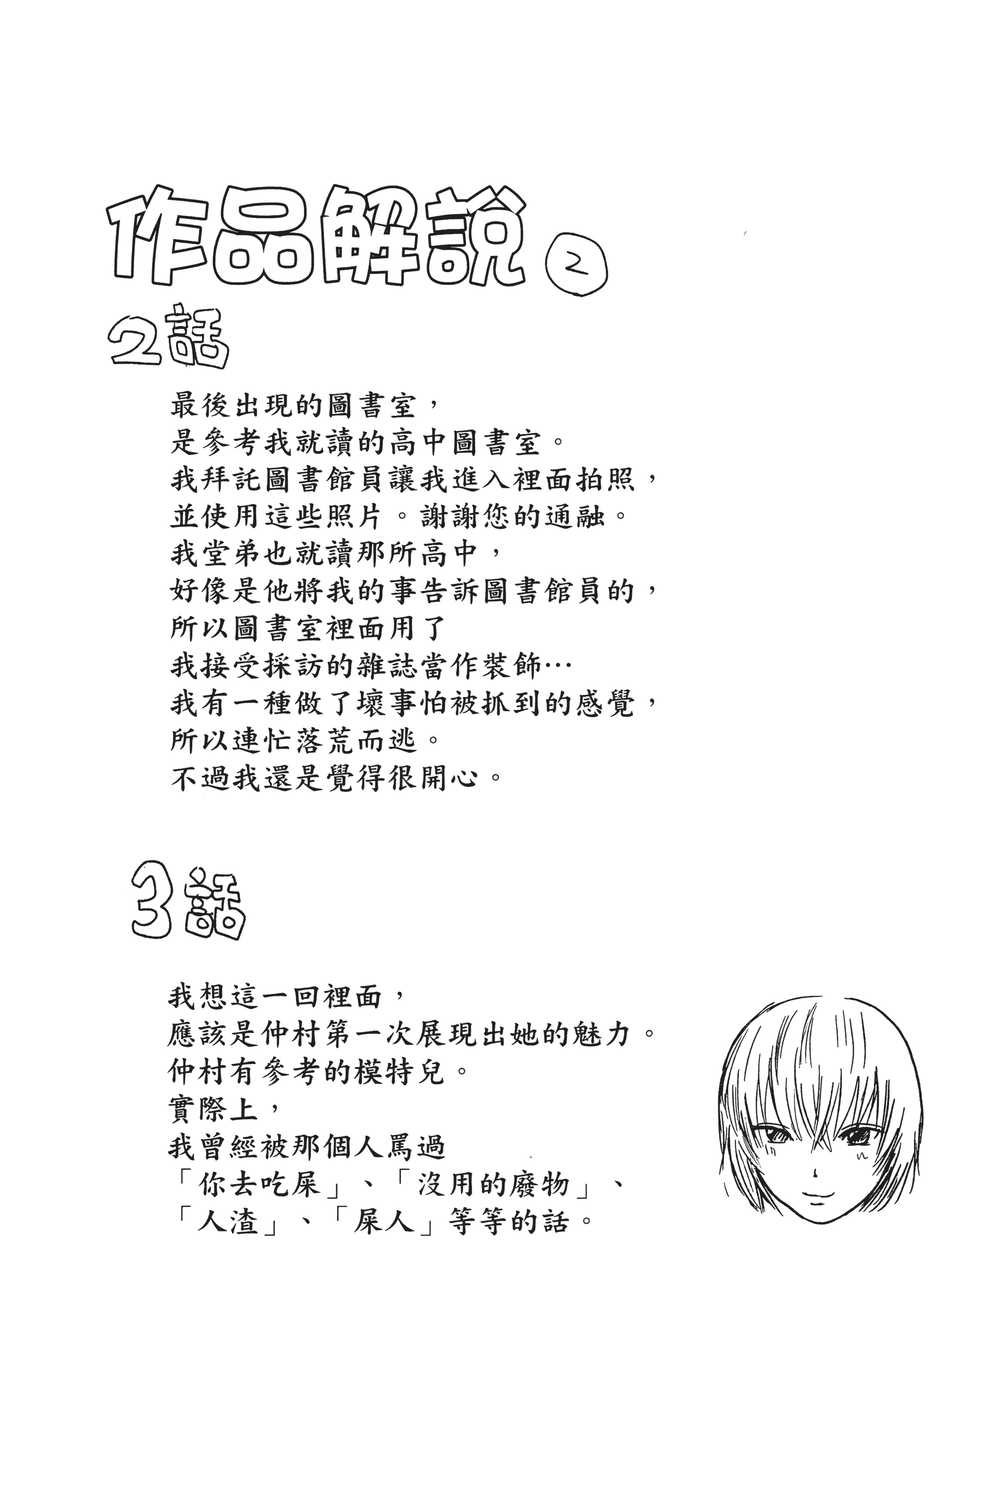 作品解說②
2話
最後出現的圖書室，
是參考我就讀的高中圖書室。
我拜託圖書館員讓我進入裡面拍照，
並使用這些照片。謝謝您的通融。
我堂弟也就讀那所高中，
好像是他將我的事告訴圖書館員的，
所以圖書室裡面用了
我接受採訪的雜誌當作裝飾…
我有一種做了壞事怕被抓到的感覺，
所以連忙落荒而逃。
不過我還是覺得很開心。
3話
我想這一回裡面，
應該是仲村第一次展現出她的魅力。
仲村有參考的模特兒。
實際上，
我曾經被那個人罵過
「你去吃屎」、「沒用的廢物」、
「人渣」、「屎人」等等的話。